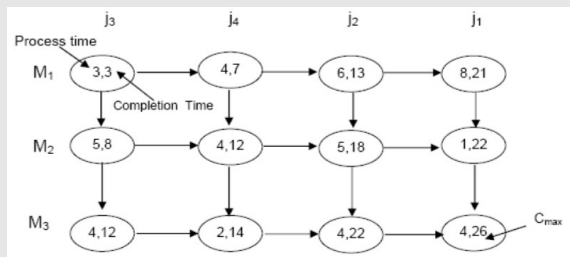 j3 j4 j2 j1
Process time
M1 3,3 4,7 6,13 8,21
Completion Time
M2 5,8 4,12 5,18 1,22
M3 4,12 2,14 4,22 4,26
Cmax